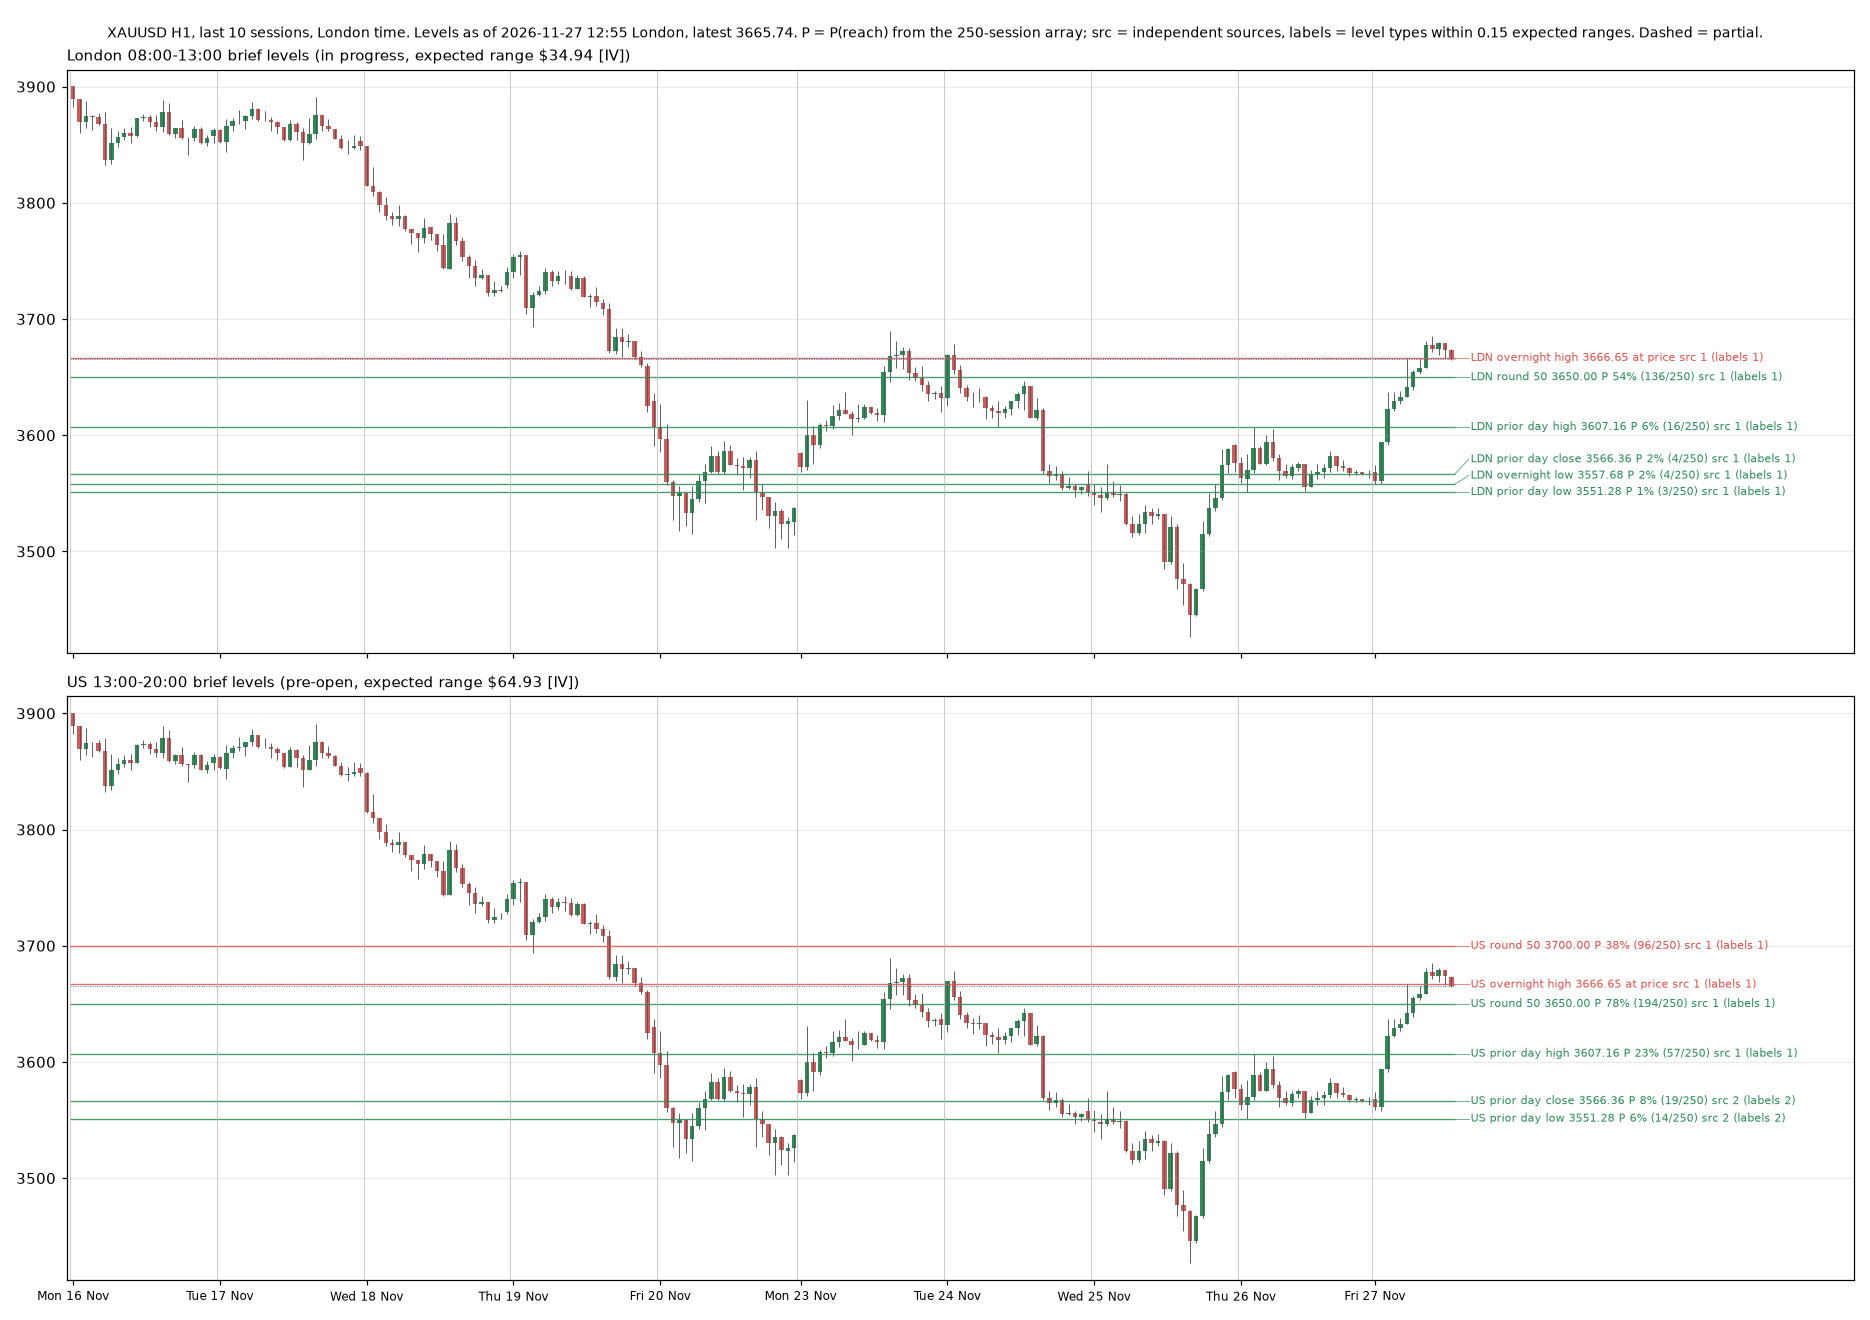 XAUUSD H1, last 10 sessions, London time. Levels as of 2026-11-27 12:55 London, latest 3665.74. P = P(reach) from the 250-session array; src = independent sources, labels = level types within 0.15 expected ranges. Dashed = partial.
London 08:00-13:00 brief levels (in progress, expected range $34.94 [IV])
3900
3800
3700
3600
3500
LDN overnight high 3666.65 at price src 1 (labels 1)
LDN round 50 3650.00 P 54% (136/250) src 1 (labels 1)
LDN prior day high 3607.16 P 6% (16/250) src 1 (labels 1)
LDN prior day close 3566.36 P 2% (4/250) src 1 (labels 1)
LDN overnight low 3557.68 P 2% (4/250) src 1 (labels 1)
LDN prior day low 3551.28 P 1% (3/250) src 1 (labels 1)
US 13:00-20:00 brief levels (pre-open, expected range $64.93 [IV])
3900
3800
3700
3600
3500
US round 50 3700.00 P 38% (96/250) src 1 (labels 1)
US overnight high 3666.65 at price src 1 (labels 1)
US round 50 3650.00 P 78% (194/250) src 1 (labels 1)
US prior day high 3607.16 P 23% (57/250) src 1 (labels 1)
US prior day close 3566.36 P 8% (19/250) src 2 (labels 2)
US prior day low 3551.28 P 6% (14/250) src 2 (labels 2)
Mon 16 Nov
Tue 17 Nov
Wed 18 Nov
Thu 19 Nov
Fri 20 Nov
Mon 23 Nov
Tue 24 Nov
Wed 25 Nov
Thu 26 Nov
Fri 27 Nov